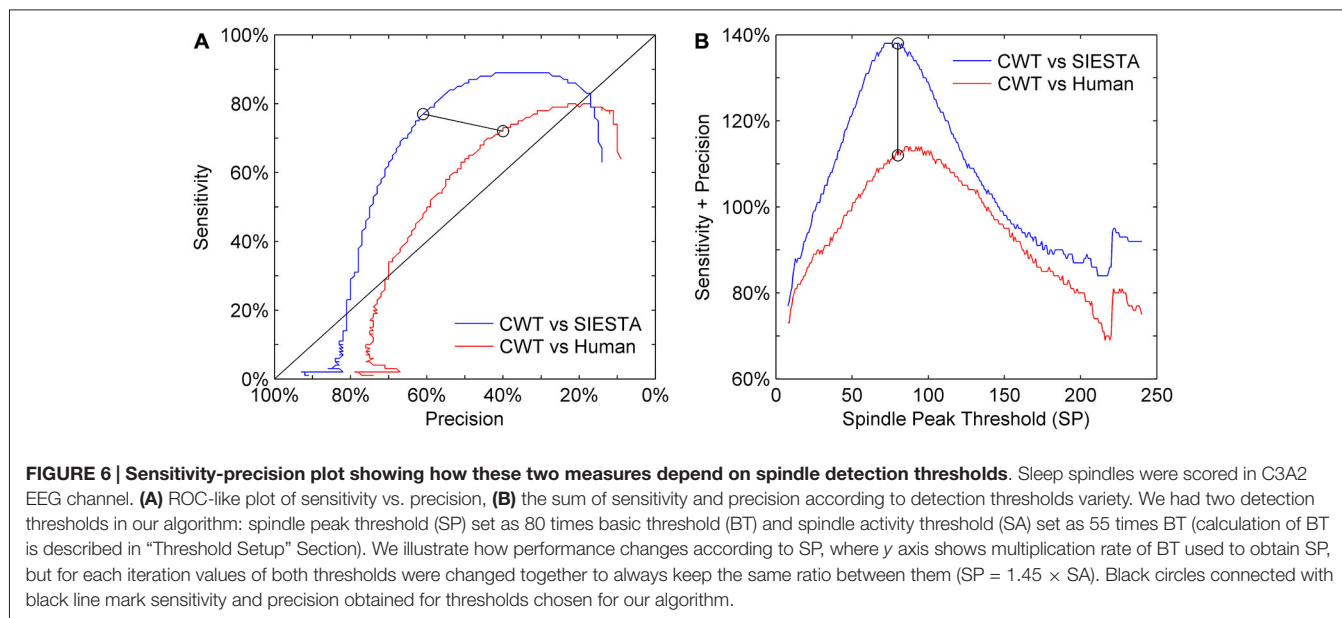 A
100%
80%
60%
40%
20%
0%
Sensitivity
CWT vs SIESTA
CWT vs Human
100% 80% 60% 40% 20% 0%
Precision
B
140%
120%
100%
80%
60%
Sensitivity + Precision
CWT vs SIESTA
CWT vs Human
0 50 100 150 200 250
Spindle Peak Threshold (SP)
FIGURE 6 | Sensitivity-precision plot showing how these two measures depend on spindle detection thresholds. Sleep spindles were scored in C3A2
EEG channel. (A) ROC-like plot of sensitivity vs. precision, (B) the sum of sensitivity and precision according to detection thresholds variety. We had two detection
thresholds in our algorithm: spindle peak threshold (SP) set as 80 times basic threshold (BT) and spindle activity threshold (SA) set as 55 times BT (calculation of BT
is described in “Threshold Setup” Section). We illustrate how performance changes according to SP, where y axis shows multiplication rate of BT used to obtain SP,
but for each iteration values of both thresholds were changed together to always keep the same ratio between them (SP = 1.45 × SA). Black circles connected with
black line mark sensitivity and precision obtained for thresholds chosen for our algorithm.